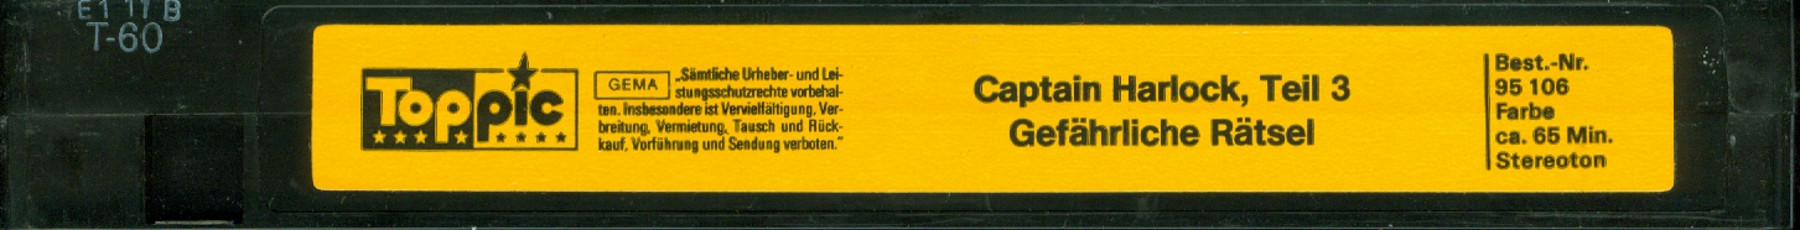 E1 11 B
T-60
Toppic
GEMA
„Sämtliche Urheber- und Lei-
stungsschutzrechte vorbehal-
ten. Insbesondere ist Vervielfältigung, Ver-
breitung, Vermietung, Tausch und Rück-
kauf, Vorführung und Sendung verboten.“
Captain Harlock, Teil 3
Gefährliche Rätsel
Best.-Nr.
95 106
Farbe
ca. 65 Min.
Stereoton